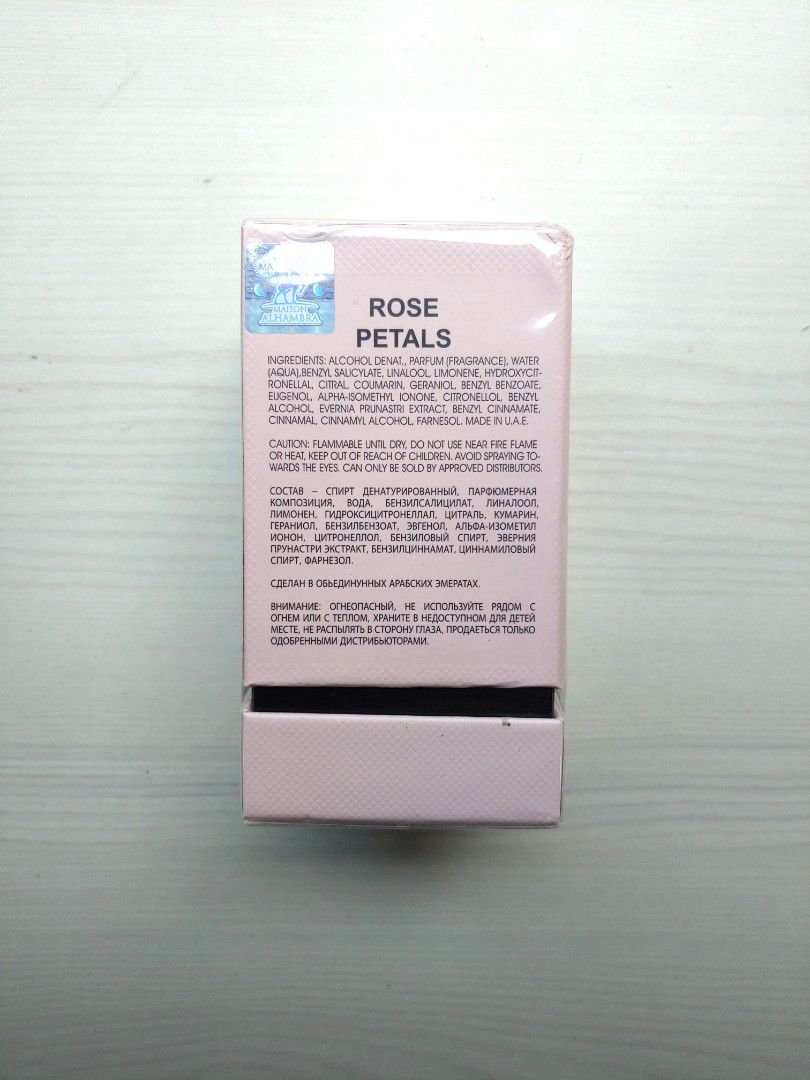 MA
MAISON
ALHAMBRA
ROSE
PETALS
INGREDIENTS: ALCOHOL DENAT., PARFUM (FRAGRANCE), WATER
(AQUA),BENZYL SALICYLATE, LINALOOL, LIMONENE, HYDROXYCIT-
RONELLAL, CITRAL, COUMARIN, GERANIOL, BENZYL BENZOATE,
EUGENOL, ALPHA-ISOMETHYL IONONE, CITRONELLOL, BENZYL
ALCOHOL, EVERNIA PRUNASTRI EXTRACT, BENZYL CINNAMATE,
CINNAMAL, CINNAMYL ALCOHOL, FARNESOL. MADE IN U.A.E.
CAUTION: FLAMMABLE UNTIL DRY, DO NOT USE NEAR FIRE FLAME
OR HEAT, KEEP OUT OF REACH OF CHILDREN. AVOID SPRAYING TO-
WARDS THE EYES. CAN ONLY BE SOLD BY APPROVED DISTRIBUTORS.
СОСТАВ – СПИРТ ДЕНАТУРИРОВАННЫЙ, ПАРФЮМЕРНАЯ
КОМПОЗИЦИЯ, ВОДА, БЕНЗИЛСАЛИЦИЛАТ, ЛИНАЛООЛ,
ЛИМОНЕН, ГИДРОКСИЦИТРОНЕЛЛАЛ, ЦИТРАЛЬ, КУМАРИН,
ГЕРАНИОЛ, БЕНЗИЛБЕНЗОАТ, ЭВГЕНОЛ, АЛЬФА-ИЗОМЕТИЛ
ИОНОН, ЦИТРОНЕЛЛОЛ, БЕНЗИЛОВЫЙ СПИРТ, ЭВЕРНИЯ
ПРУНАСТРИ ЭКСТРАКТ, БЕНЗИЛЦИННАМАТ, ЦИННАМИЛОВЫЙ
СПИРТ, ФАРНЕЗОЛ.
СДЕЛАН В ОБЬЕДИНУННЫХ АРАБСКИХ ЭМЕРАТАХ.
ВНИМАНИЕ: ОГНЕОПАСНЫЙ, НЕ ИСПОЛЬЗУЙТЕ РЯДОМ С
ОГНЕМ ИЛИ С ТЕПЛОМ, ХРАНИТЕ В НЕДОСТУПНОМ ДЛЯ ДЕТЕЙ
МЕСТЕ, НЕ РАСПЫЛЯТЬ В СТОРОНУ ГЛАЗА, ПРОДАЕТЬСЯ ТОЛЬКО
ОДОБРЕННЫМИ ДИСТРИБЬЮТОРАМИ.